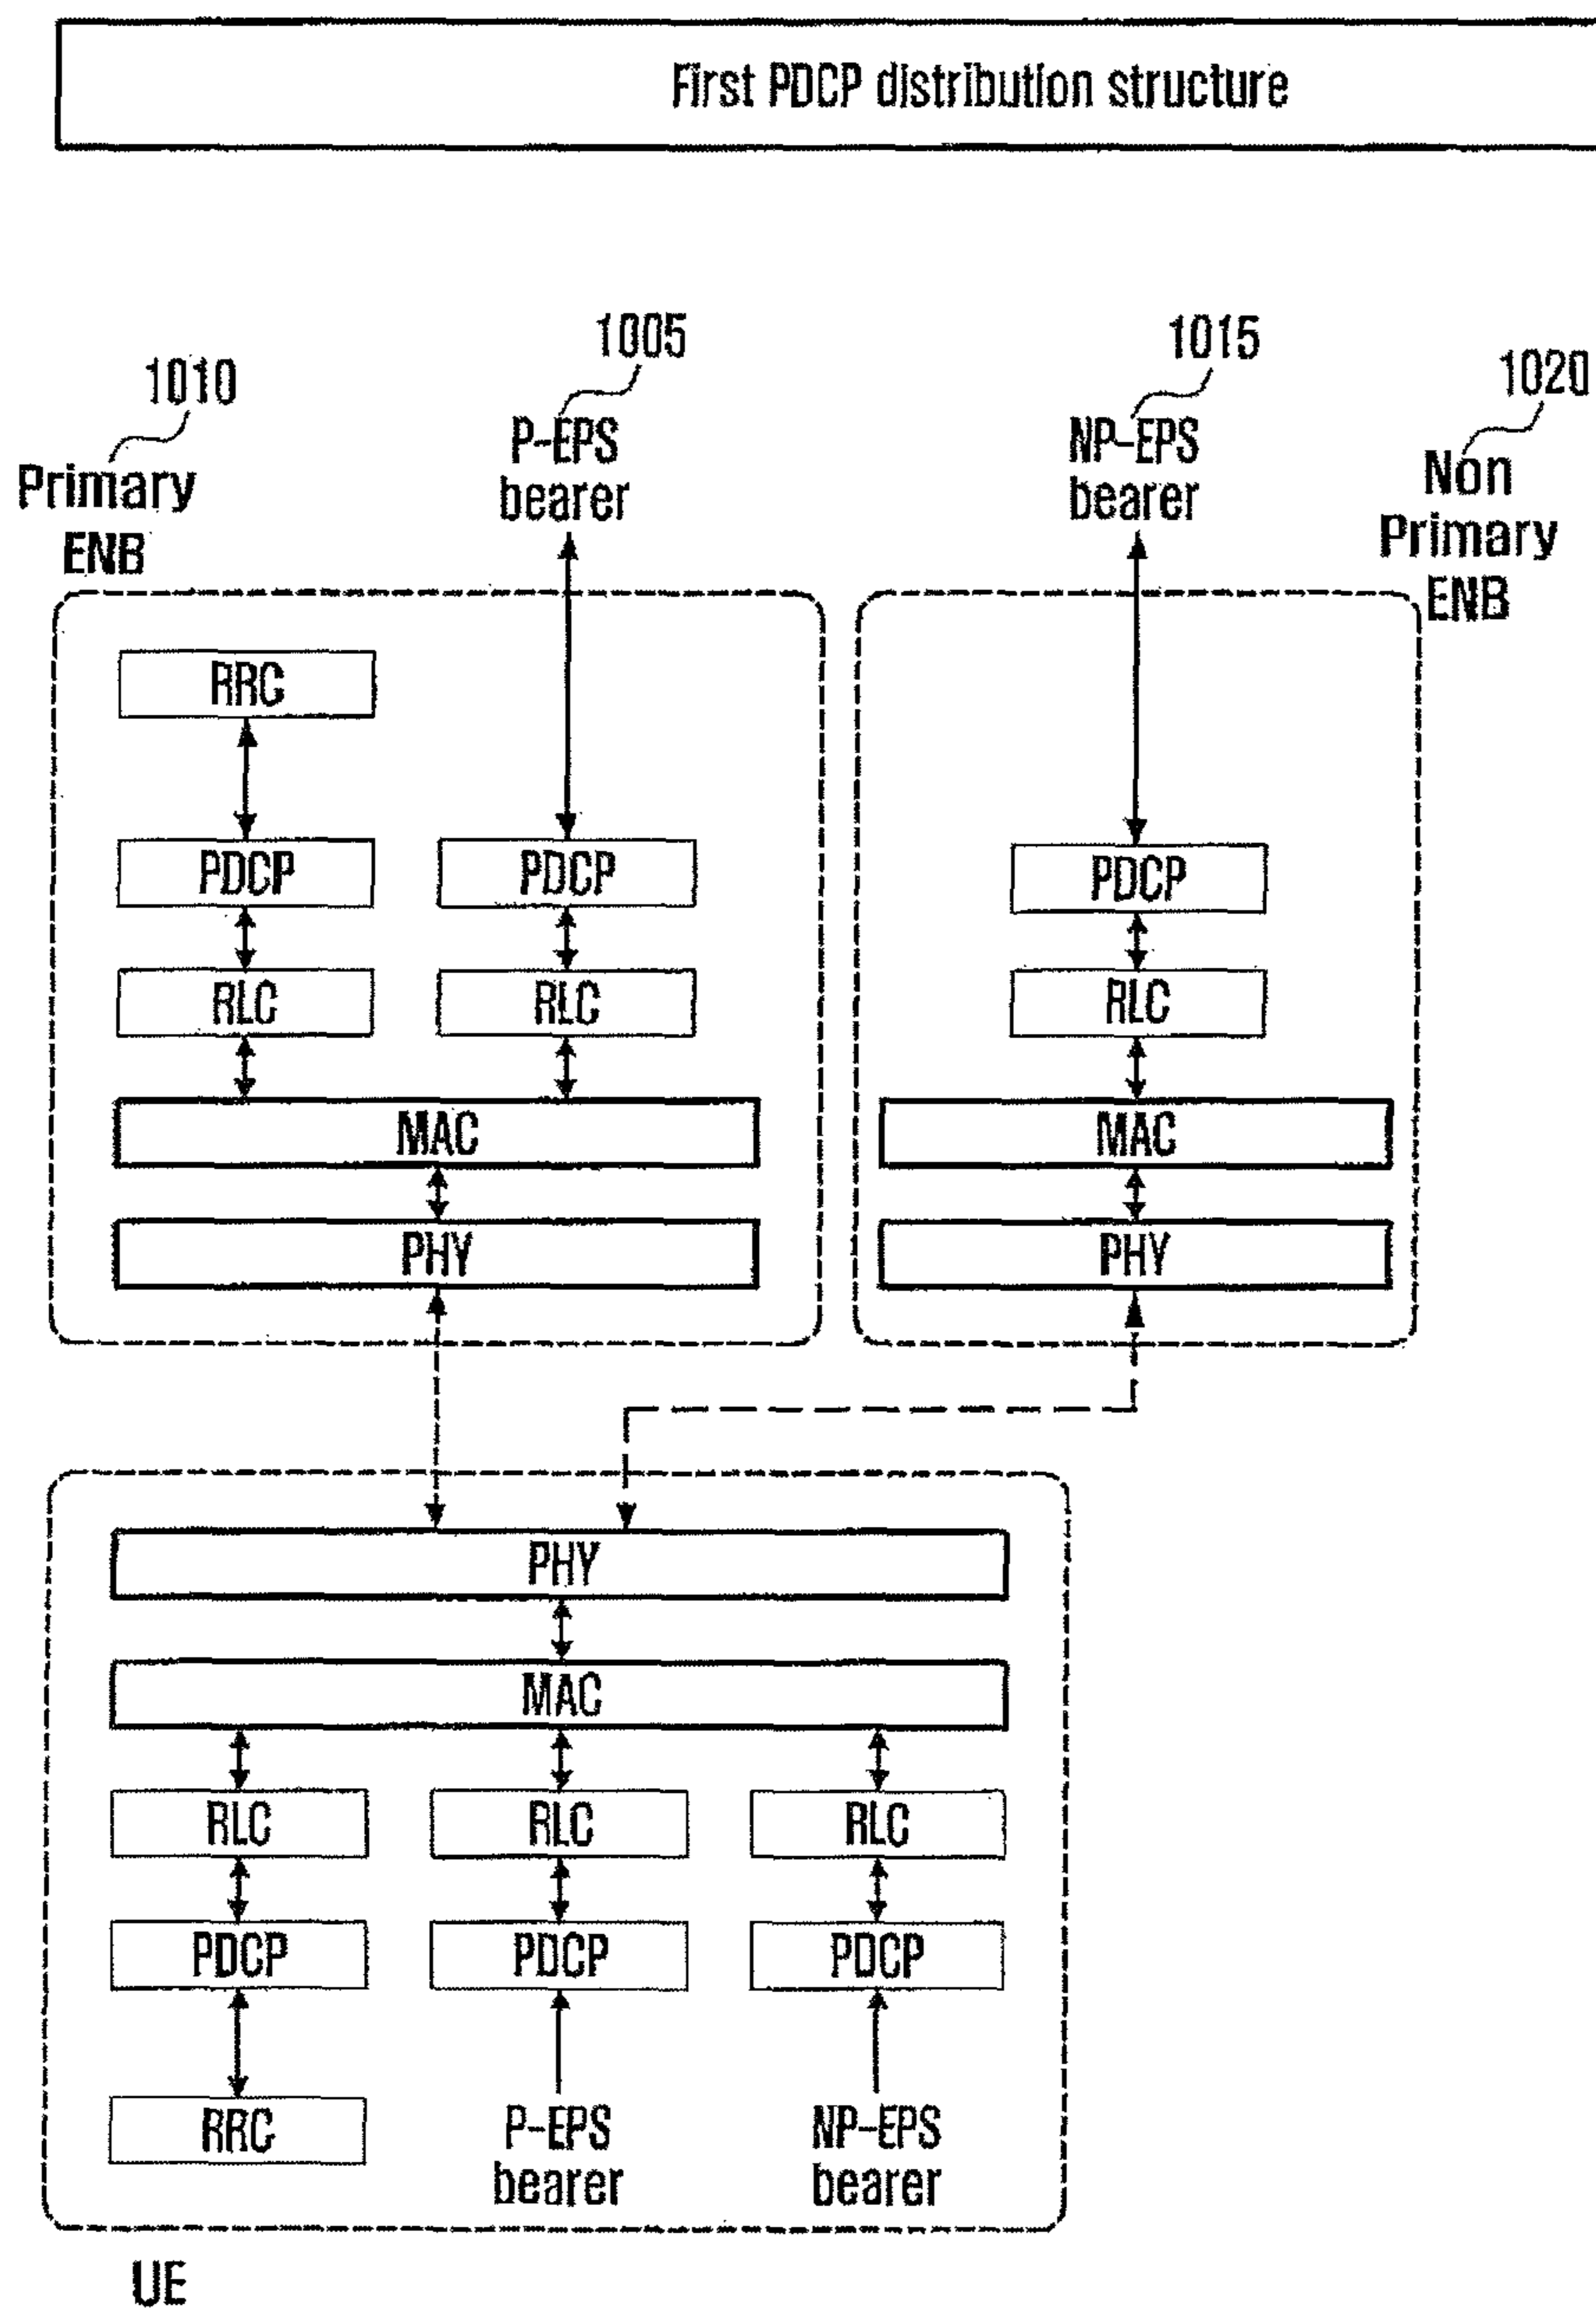 First PDCP distribution structure
1005
1015
1010
1020
P-EPS
bearer
NP-EPS
bearer
Primary
ENB
Non
Primary
ENB
RRC
PDCP
PDCP
PDCP
RLC
RLC
RLC
MAC
MAC
PHY
PHY
PHY
MAC
RLC
RLC
RLC
PDCP
PDCP
PDCP
RRC
P-EPS
bearer
NP-EPS
bearer
UE